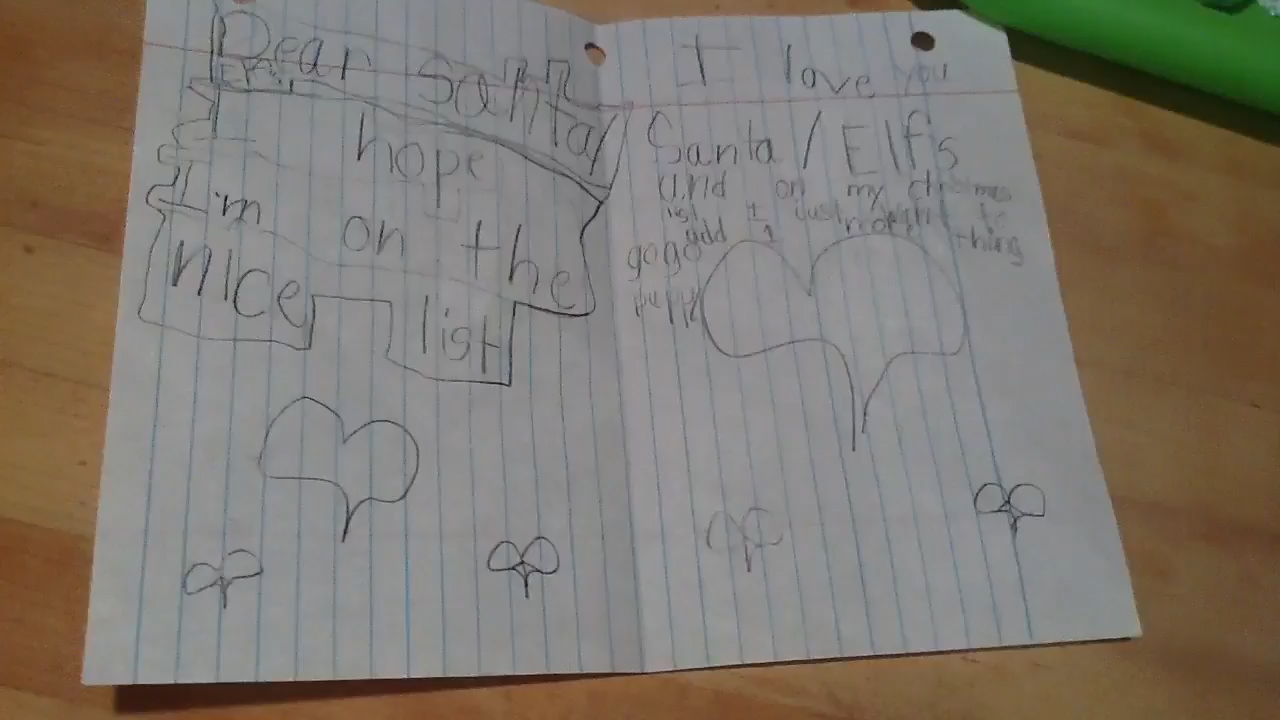 Dear Santa/
I hope
I'm on the
nice list
I love you
Santa / Elfs
and on my christmas
list I just to
add 1 more thing
gogo
puppy